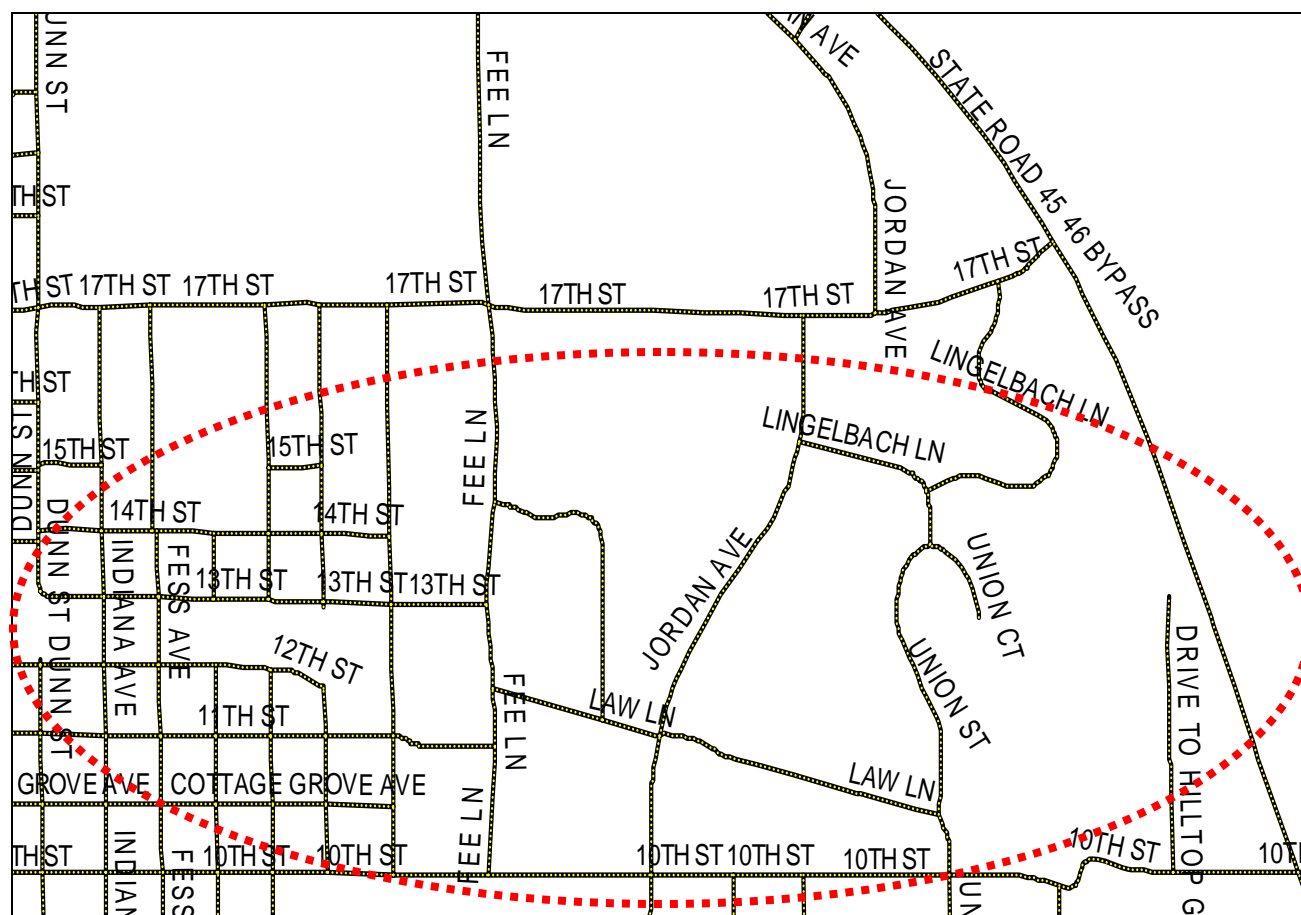 UNN ST
FEE LN
IN AVE
STATE ROAD 45 46 BYPASS
TH ST
JORDAN AVE
17TH ST
TH ST
17TH ST
17TH ST
17TH ST
17TH ST
17TH ST
LINGELBACH LN
TH ST
DUNN ST
15TH ST
15TH ST
FEE LN
LINGELBACH LN
14TH ST
14TH ST
DUNN ST
DUNN ST
INDIANA AVE
FESS AVE
13TH ST
13TH ST
13TH ST
JORDAN AVE
UNION CT
12TH ST
UNION ST
DRIVE TO HILLTOP G
11TH ST
FEE LN
LAW LN
LAW LN
GROVE AVE
COTTAGE GROVE AVE
FEE LN
TH ST
INDIAN
FESS
10TH ST
10TH ST
10TH ST
10TH ST
10TH ST
10TH ST
10T
UN